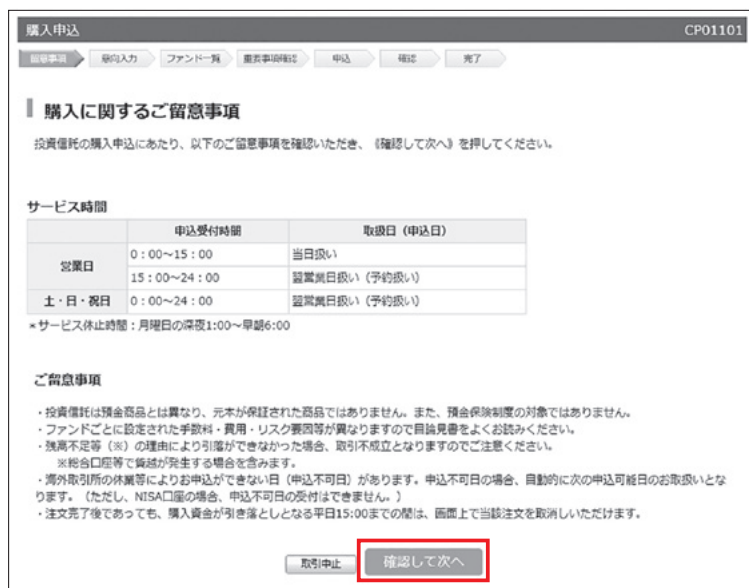 購入申込 CP01101
留意事項 意向入力 ファンド一覧 重要事項確認 申込 確認 完了
購入に関するご留意事項
投資信託の購入申込にあたり、以下のご留意事項を確認いただき、《確認して次へ》を押してください。
サービス時間
申込受付時間 取扱日（申込日）
営業日 0：00～15：00 当日扱い
15：00～24：00 翌営業日扱い（予約扱い）
土・日・祝日 0：00～24：00 翌営業日扱い（予約扱い）
*サービス休止時間：月曜日の深夜1:00～早朝6:00
ご留意事項
・投資信託は預金商品とは異なり、元本が保証された商品ではありません。また、預金保険制度の対象ではありません。
・ファンドごとに設定された手数料・費用・リスク要因等が異なりますので目論見書をよくお読みください。
・残高不足等（※）の理由により引落ができなかった場合、取引不成立となりますのでご注意ください。
※総合口座等で貸越が発生する場合を含みます。
・海外取引所の休業等によりお申込ができない日（申込不可日）があります。申込不可日の場合、自動的に次の申込可能日のお取扱いとな
ります。（ただし、NISA口座の場合、申込不可日の受付はできません。）
・注文完了後であっても、購入資金が引き落としとなる平日15:00までの間は、画面上で当該注文を取消しいただけます。
取引中止 確認して次へ